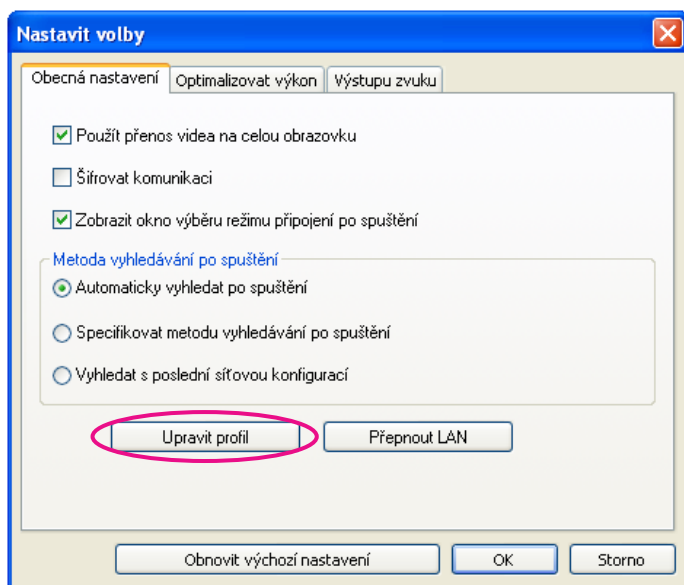 Nastavit volby
Obecná nastavení Optimalizovat výkon Výstupu zvuku
Použít přenos videa na celou obrazovku
Šifrovat komunikaci
Zobrazit okno výběru režimu připojení po spuštění
Metoda vyhledávání po spuštění
Automaticky vyhledat po spuštění
Specifikovat metodu vyhledávání po spuštění
Vyhledat s poslední síťovou konfigurací
Upravit profil Přepnout LAN
Obnovit výchozí nastavení OK Storno